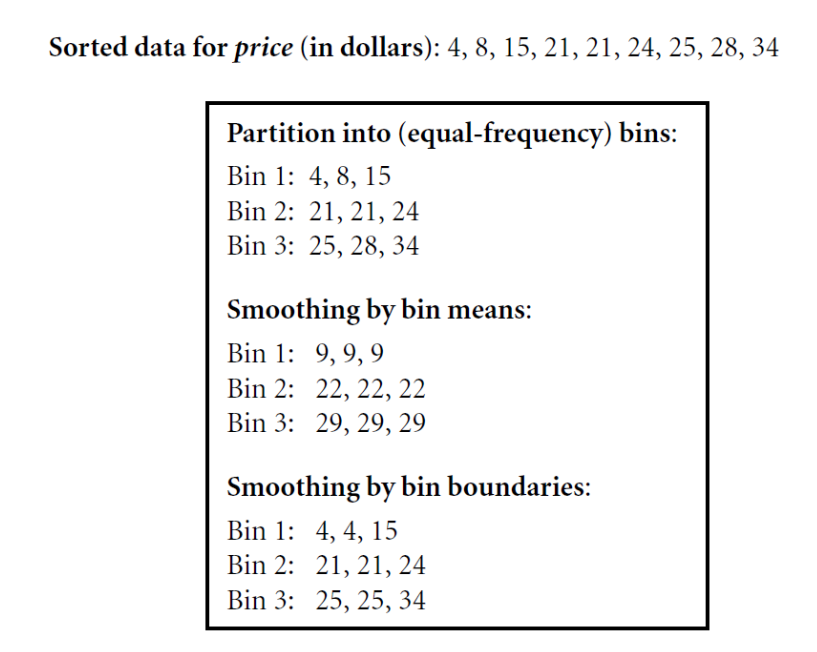 Sorted data for price (in dollars): 4, 8, 15, 21, 21, 24, 25, 28, 34
Partition into (equal-frequency) bins:
Bin 1: 4, 8, 15
Bin 2: 21, 21, 24
Bin 3: 25, 28, 34
Smoothing by bin means:
Bin 1: 9, 9, 9
Bin 2: 22, 22, 22
Bin 3: 29, 29, 29
Smoothing by bin boundaries:
Bin 1: 4, 4, 15
Bin 2: 21, 21, 24
Bin 3: 25, 25, 34